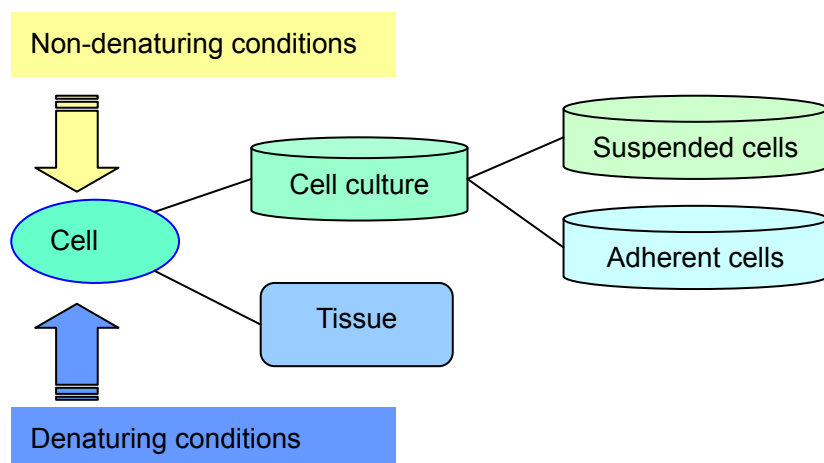 Non-denaturing conditions
Suspended cells
Cell culture
Cell
Adherent cells
Tissue
Denaturing conditions